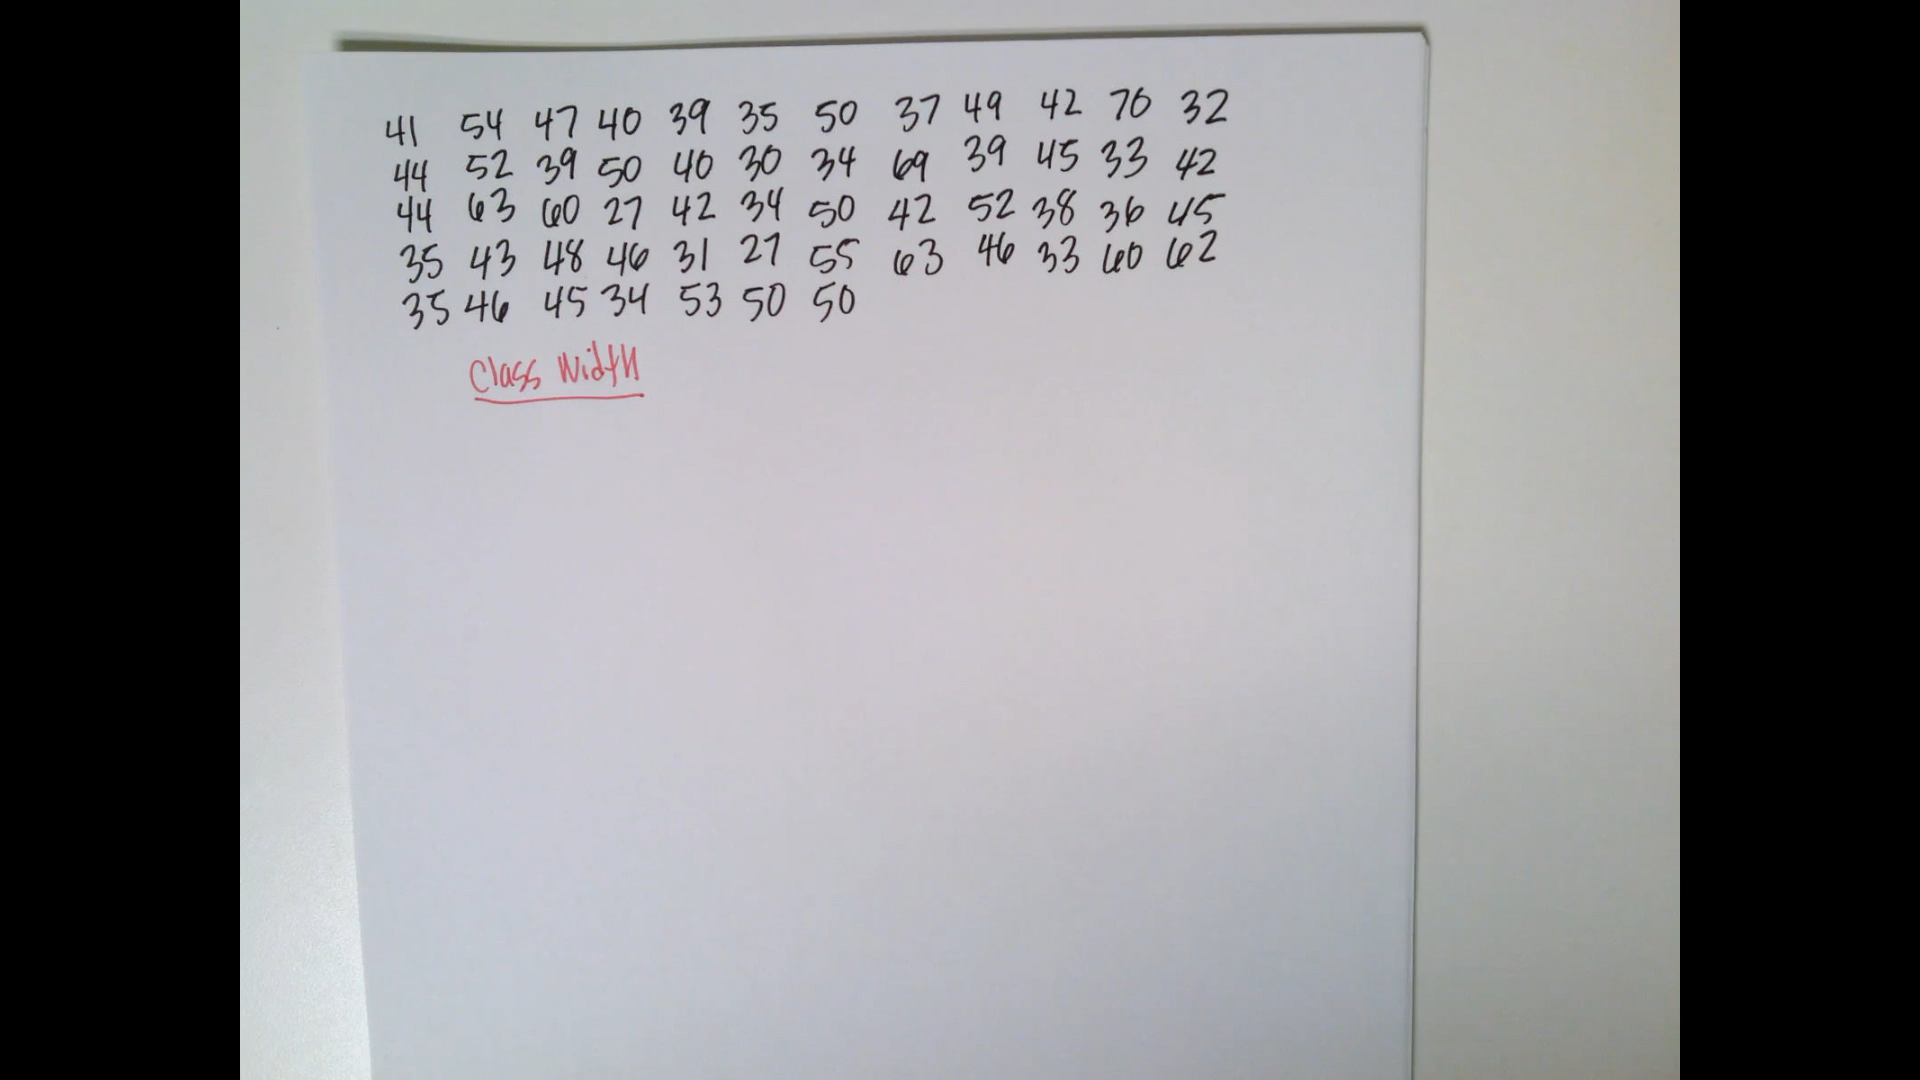 41 54 47 40 39 35 50 37 49 42 70 32
44 52 39 50 40 30 34 69 39 45 33 42
44 63 60 27 42 34 50 42 52 38 36 45
35 43 48 46 31 27 55 63 46 33 60 62
35 46 45 34 53 50 50
Class Width